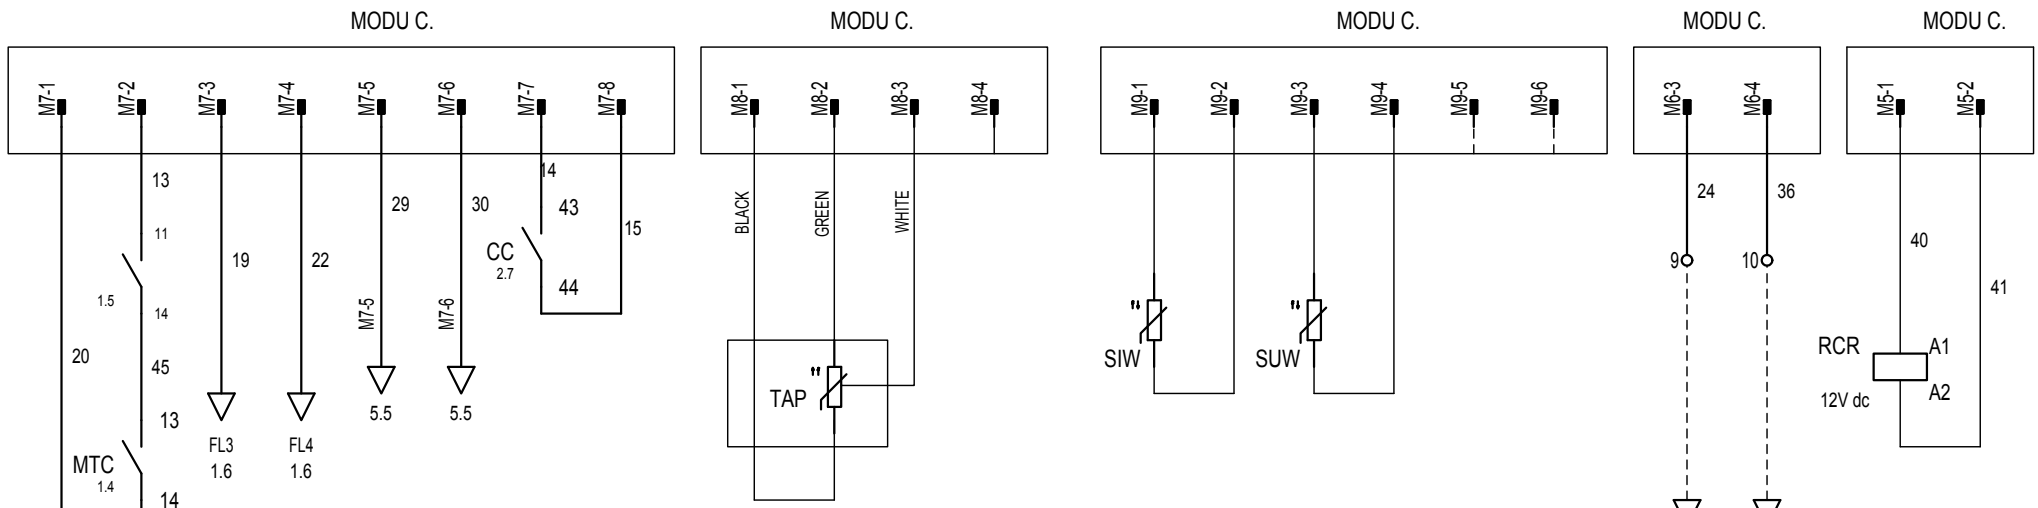 MODU C.
MODU C.
MODU C.
MODU C.
MODU C.
M7-1
M7-2
M7-3
M7-4
M7-5
M7-6
M7-7
M7-8
M8-1
M8-2
M8-3
M8-4
M9-1
M9-2
M9-3
M9-4
M9-5
M9-6
M6-3
M6-4
M5-1
M5-2
13
14
29
30
43
15
BLACK
GREEN
WHITE
24
36
11
19
22
CC
2.7
44
9
10
40
41
1.5
14
M7-5
M7-6
20
45
SIW
SUW
RCR
A1
A2
12V dc
TAP
5.5
5.5
13
FL3
1.6
FL4
1.6
MTC
1.4
14